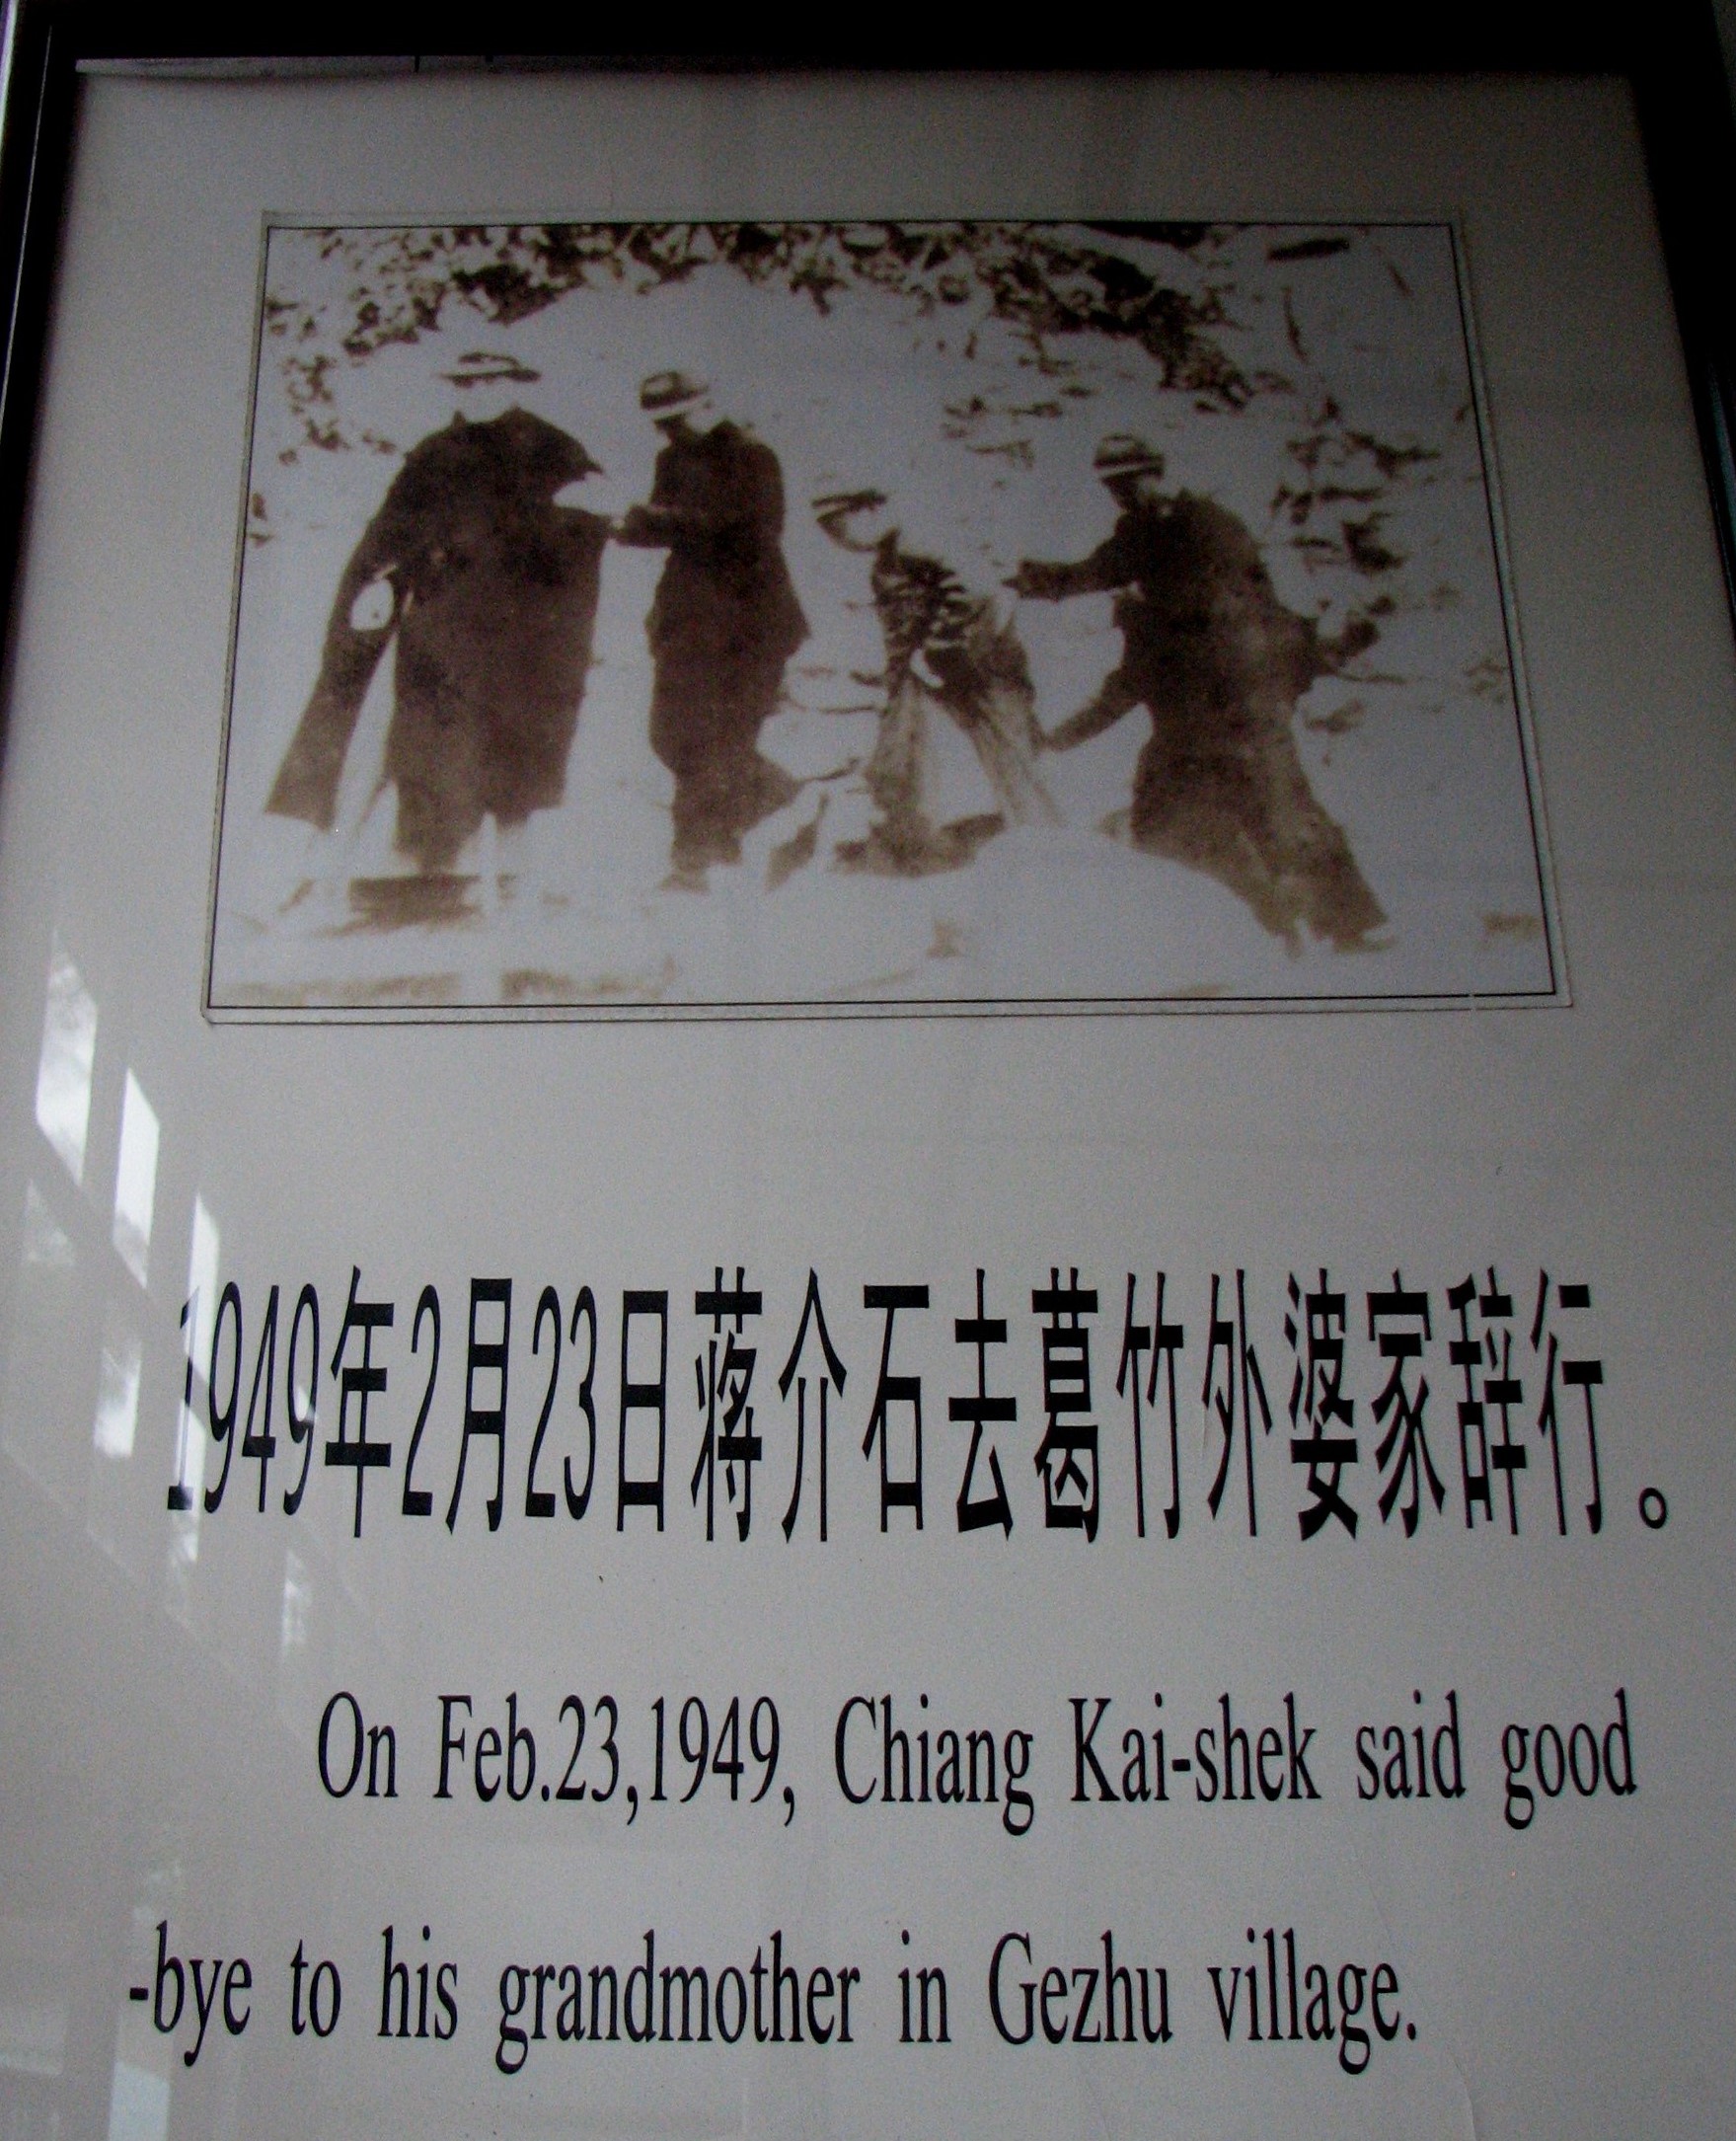 1949年2月23日蒋介石去葛竹外婆家辞行。
On Feb.23,1949, Chiang Kai-shek said good
-bye to his grandmother in Gezhu village.